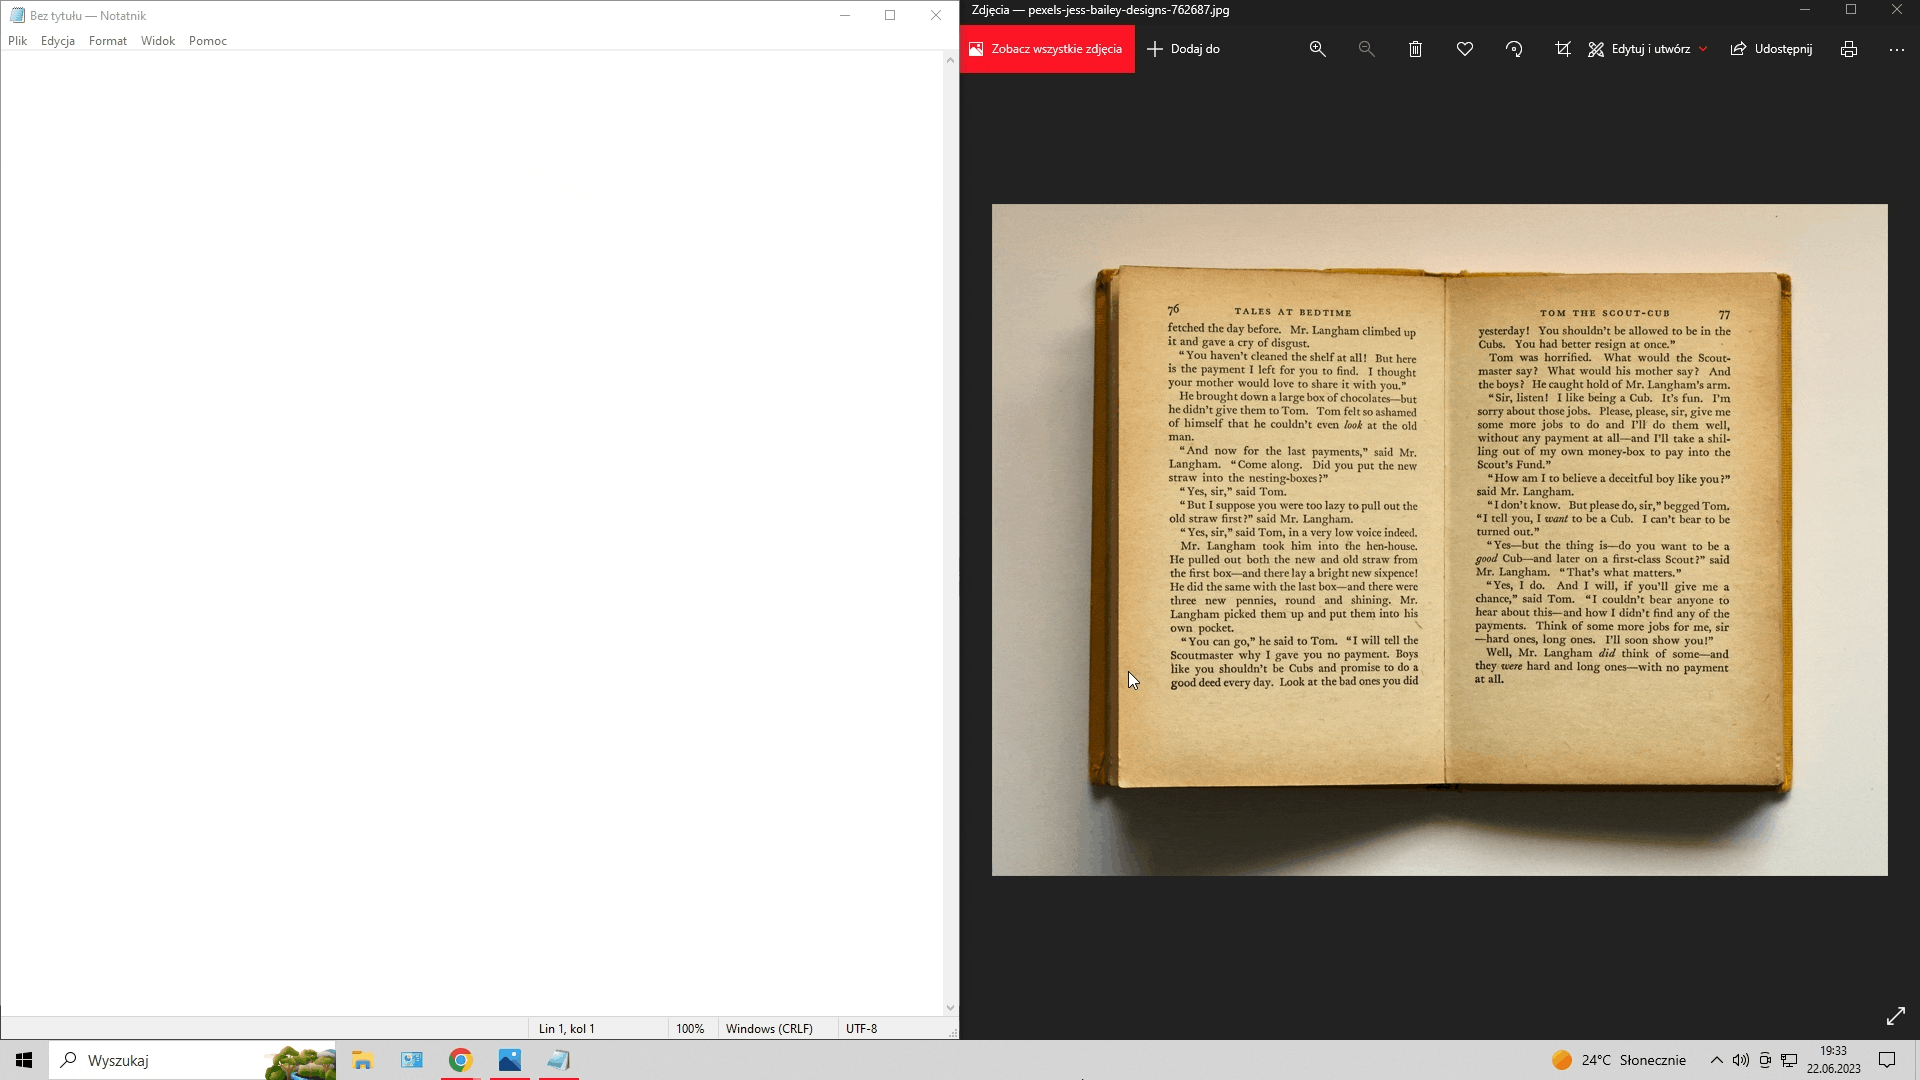 Bez tytułu — Notatnik
Plik Edycja Format Widok Pomoc
Lin 1, kol 1 100% Windows (CRLF) UTF-8
Zdjęcia — pexels-jess-bailey-designs-762687.jpg
Zobacz wszystkie zdjęcia Dodaj do Edytuj i utwórz Udostępnij
76 TALES AT BEDTIME
fetched the day before. Mr. Langham climbed up
it and gave a cry of disgust.
“You haven’t cleaned the shelf at all! But here
is the payment I left for you to find. I thought
your mother would love to share it with you.”
He brought down a large box of chocolates—but
he didn’t give them to Tom. Tom felt so ashamed
of himself that he couldn’t even look at the old
man.
“And now for the last payments,” said Mr.
Langham. “Come along. Did you put the new
straw into the nesting-boxes?”
“Yes, sir,” said Tom.
“But I suppose you were too lazy to pull out the
old straw first?” said Mr. Langham.
“Yes, sir,” said Tom, in a very low voice indeed.
Mr. Langham took him into the hen-house.
He pulled out both the new and old straw from
the first box—and there lay a bright new sixpence!
He did the same with the last box—and there were
three new pennies, round and shining. Mr.
Langham picked them up and put them into his
own pocket.
“You can go,” he said to Tom. “I will tell the
Scoutmaster why I gave you no payment. Boys
like you shouldn’t be Cubs and promise to do a
good deed every day. Look at the bad ones you did
TOM THE SCOUT-CUB 77
yesterday! You shouldn’t be allowed to be in the
Cubs. You had better resign at once.”
Tom was horrified. What would the Scout-
master say? What would his mother say? And
the boys? He caught hold of Mr. Langham’s arm.
“Sir, listen! I like being a Cub. It’s fun. I’m
sorry about those jobs. Please, please, sir, give me
some more jobs to do and I’ll do them well,
without any payment at all—and I’ll take a shil-
ling out of my own money-box to pay into the
Scout’s Fund.”
“How am I to believe a deceitful boy like you?”
said Mr. Langham.
“I don’t know. But please do, sir,” begged Tom.
“I tell you, I want to be a Cub. I can’t bear to be
turned out.”
“Yes—but the thing is—do you want to be a
good Cub—and later on a first-class Scout?” said
Mr. Langham. “That’s what matters.”
“Yes, I do. And I will, if you’ll give me a
chance,” said Tom. “I couldn’t bear anyone to
hear about this—and how I didn’t find any of the
payments. Think of some more jobs for me, sir
—hard ones, long ones. I’ll soon show you!”
Well, Mr. Langham did think of some—and
they were hard and long ones—with no payment
at all.
Wyszukaj 24°C Słonecznie 19:33
22.06.2023